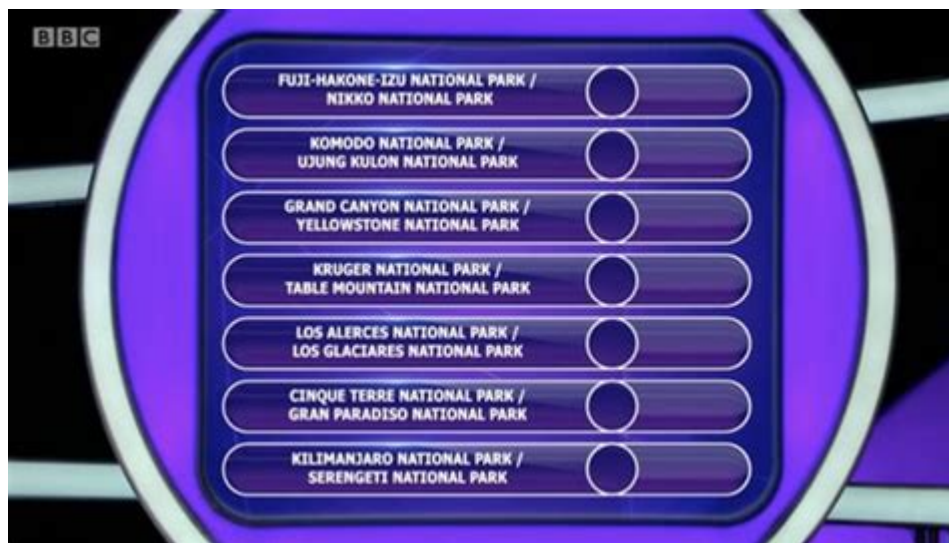 BBC
FUJI-HAKONE-IZU NATIONAL PARK /
NIKKO NATIONAL PARK
KOMODO NATIONAL PARK /
UJUNG KULON NATIONAL PARK
GRAND CANYON NATIONAL PARK /
YELLOWSTONE NATIONAL PARK
KRUGER NATIONAL PARK /
TABLE MOUNTAIN NATIONAL PARK
LOS ALERCES NATIONAL PARK /
LOS GLACIARES NATIONAL PARK
CINQUE TERRE NATIONAL PARK /
GRAN PARADISO NATIONAL PARK
KILIMANJARO NATIONAL PARK /
SERENGETI NATIONAL PARK